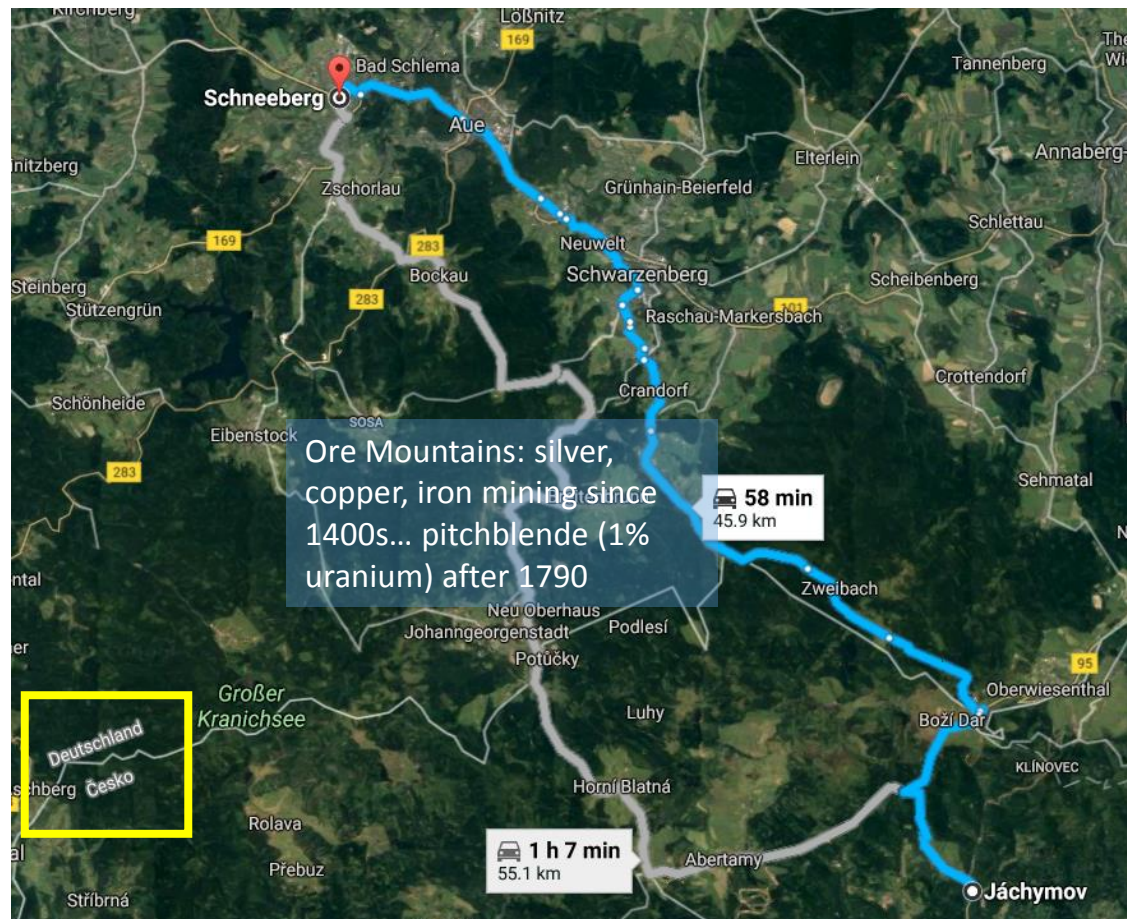 Kirchberg
Lößnitz
169
The
Bad Schlema
Tannenberg
Schneeberg
Aue
Elterlein
Annaberg-
initzberg
Zschorlau
Grünhain-Beierfeld
Schlettau
169
283
Neuwelt
Bockau
Schwarzenberg
Scheibenberg
Steinberg
Stützengrün
283
101
Raschau-Markersbach
Crottendorf
Crandorf
Schönheide
SOSA
Eibenstock
283
Ore Mountains: silver,
copper, iron mining since
1400s... pitchblende (1%
uranium) after 1790
Sehmatal
58 min
45.9 km
ental
Zweibach
Neu Oberhaus
Johanngeorgenstadt
Podlesí
Potůčky
95
Großer
Kranichsee
Oberwiesenthal
Luhy
Boží Dar
Deutschland
Česko
KLÍNOVEC
schberg
Horní Blatná
Rolava
1 h 7 min
55.1 km
Abertamy
Přebuz
Jáchymov
Stříbrná